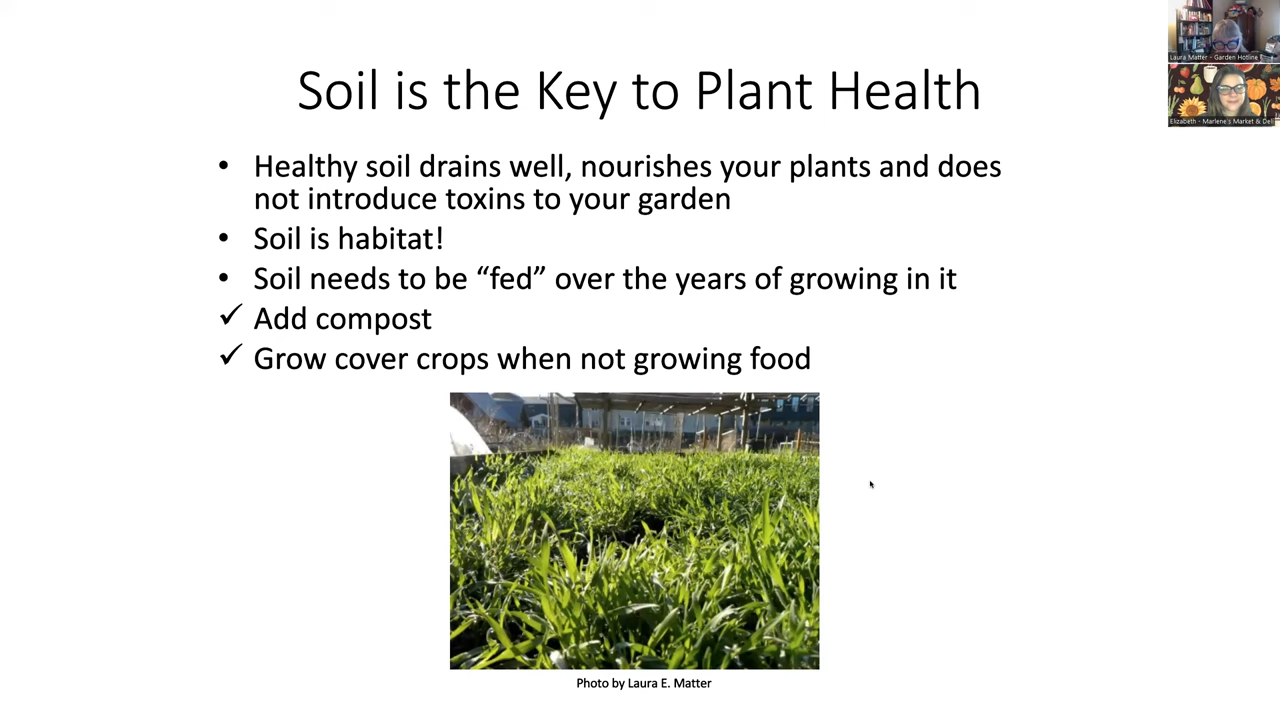 Soil is the Key to Plant Health
• Healthy soil drains well, nourishes your plants and does
not introduce toxins to your garden
• Soil is habitat!
• Soil needs to be “fed” over the years of growing in it
✓ Add compost
✓ Grow cover crops when not growing food
Photo by Laura E. Matter
Laura Matter - Garden Hotline
Elizabeth - Marlene's Market & Deli